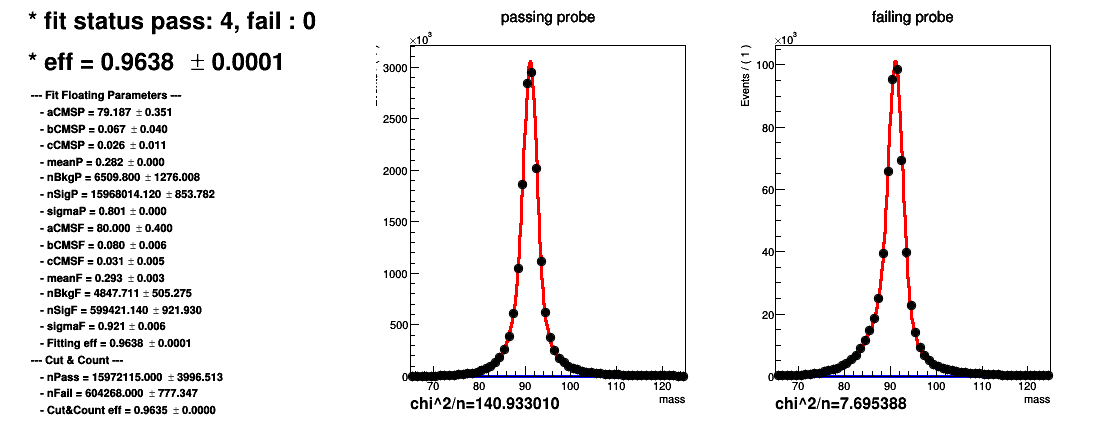 * fit status pass: 4, fail : 0
* eff = 0.9638 ± 0.0001
--- Fit Floating Parameters ---
- aCMSP = 79.187 ± 0.351
- bCMSP = 0.067 ± 0.040
- cCMSP = 0.026 ± 0.011
- meanP = 0.282 ± 0.000
- nBkgP = 6509.800 ± 1276.008
- nSigP = 15968014.120 ± 853.782
- sigmaP = 0.801 ± 0.000
- aCMSF = 80.000 ± 0.400
- bCMSF = 0.080 ± 0.006
- cCMSF = 0.031 ± 0.005
- meanF = 0.293 ± 0.003
- nBkgF = 4847.711 ± 505.275
- nSigF = 599421.140 ± 921.930
- sigmaF = 0.921 ± 0.006
- Fitting eff = 0.9638 ± 0.0001
--- Cut & Count ---
- nPass = 15972115.000 ± 3996.513
- nFail = 604268.000 ± 777.347
- Cut&Count eff = 0.9635 ± 0.0000
passing probe
×10³
3000
2500
2000
1500
1000
500
0
70 80 90 100 110 120
mass
chi^2/n=140.933010
failing probe
×10³
Events / ( 1 )
100
80
60
40
20
0
70 80 90 100 110 120
mass
chi^2/n=7.695388